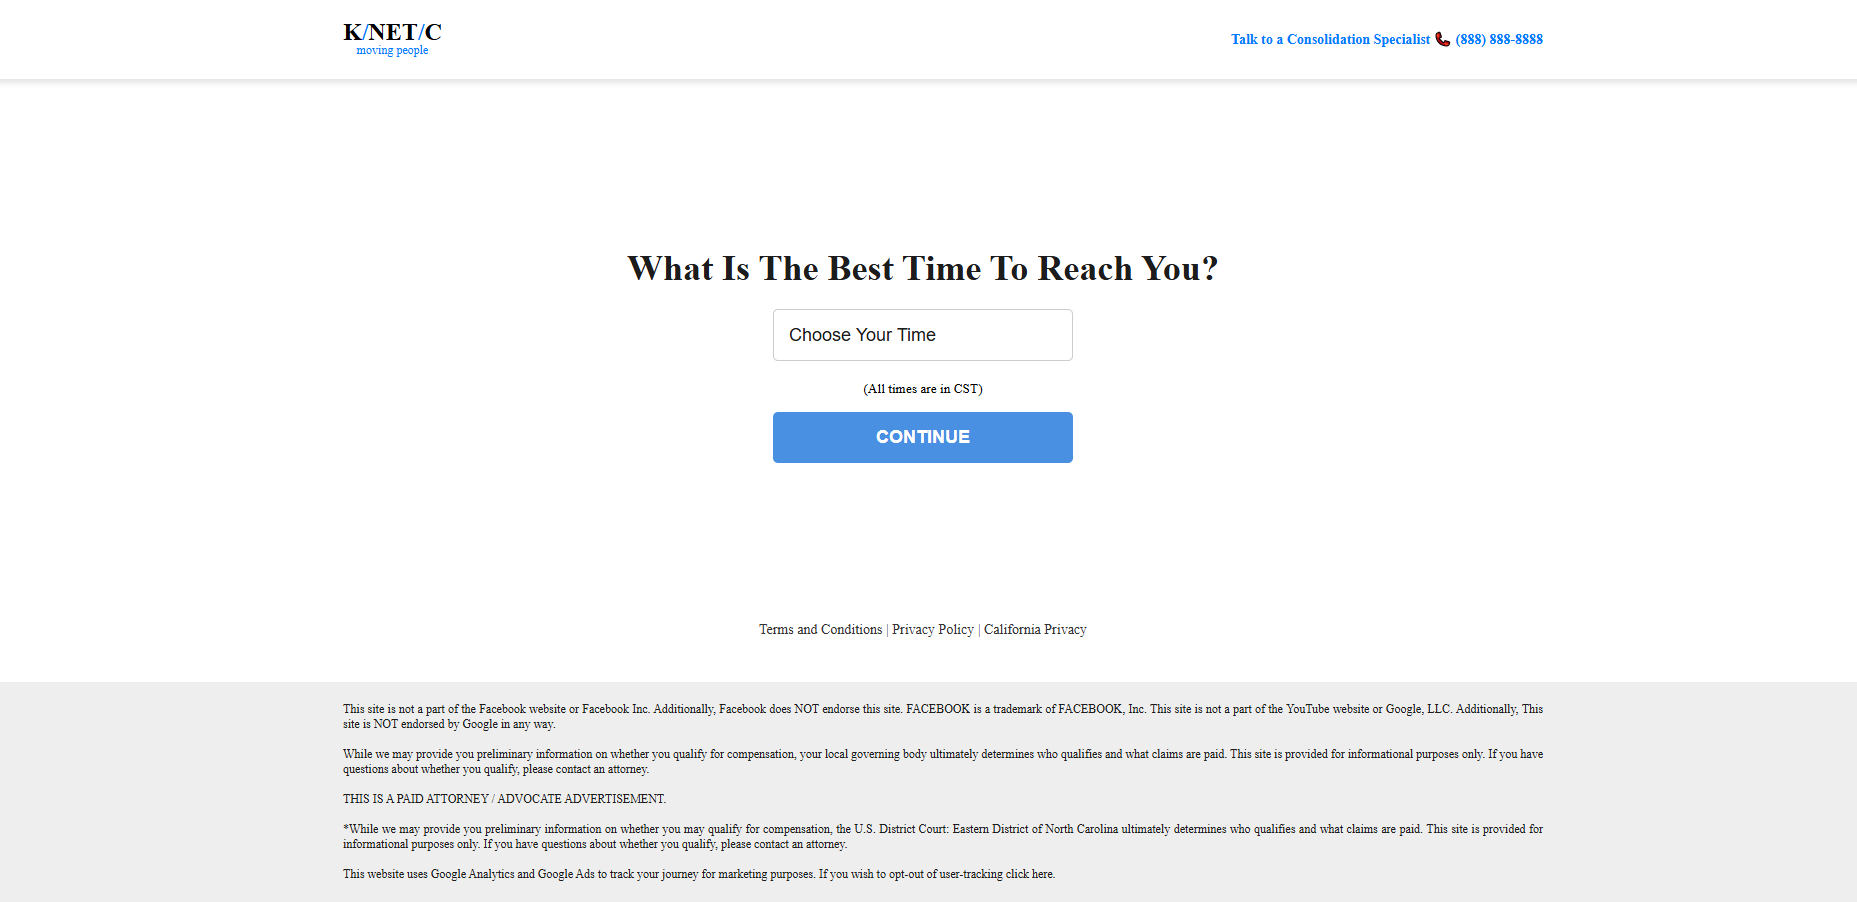 K/NET/C
moving people
Talk to a Consolidation Specialist 📞 (888) 888-8888
What Is The Best Time To Reach You?
Choose Your Time
(All times are in CST)
CONTINUE
Terms and Conditions | Privacy Policy | California Privacy
This site is not a part of the Facebook website or Facebook Inc. Additionally, Facebook does NOT endorse this site. FACEBOOK is a trademark of FACEBOOK, Inc. This site is not a part of the YouTube website or Google, LLC. Additionally, This
site is NOT endorsed by Google in any way.
While we may provide you preliminary information on whether you qualify for compensation, your local governing body ultimately determines who qualifies and what claims are paid. This site is provided for informational purposes only. If you have
questions about whether you qualify, please contact an attorney.
THIS IS A PAID ATTORNEY / ADVOCATE ADVERTISEMENT.
*While we may provide you preliminary information on whether you may qualify for compensation, the U.S. District Court: Eastern District of North Carolina ultimately determines who qualifies and what claims are paid. This site is provided for
informational purposes only. If you have questions about whether you qualify, please contact an attorney.
This website uses Google Analytics and Google Ads to track your journey for marketing purposes. If you wish to opt-out of user-tracking click here.